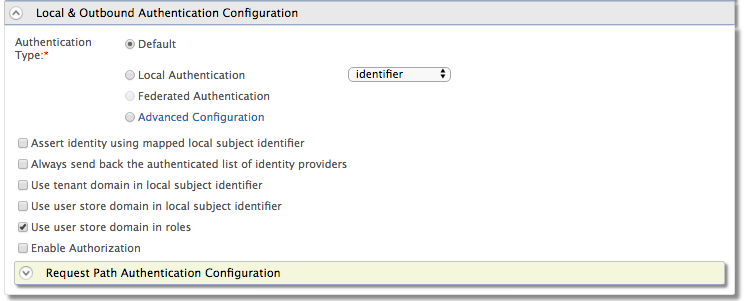 Local & Outbound Authentication Configuration
Authentication
Type:*
Default
Local Authentication identifier
Federated Authentication
Advanced Configuration
Assert identity using mapped local subject identifier
Always send back the authenticated list of identity providers
Use tenant domain in local subject identifier
Use user store domain in local subject identifier
Use user store domain in roles
Enable Authorization
Request Path Authentication Configuration